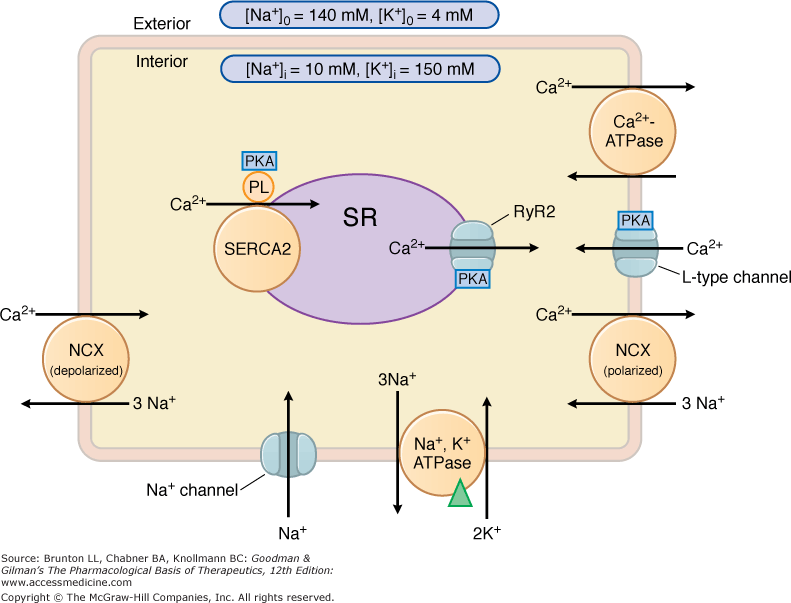 [Na⁺]₀ = 140 mM, [K⁺]₀ = 4 mM
Exterior
Interior
[Na⁺]ᵢ = 10 mM, [K⁺]ᵢ = 150 mM
Ca²⁺
Ca²⁺-
ATPase
PKA
PL
Ca²⁺
SERCA2
SR
Ca²⁺
RyR2
PKA
PKA
Ca²⁺
L-type channel
Ca²⁺
NCX
(depolarized)
3 Na⁺
Ca²⁺
NCX
(polarized)
3 Na⁺
3Na⁺
Na⁺, K⁺
ATPase
2K⁺
Na⁺ channel
Na⁺
Source: Brunton LL, Chabner BA, Knollmann BC: Goodman &
Gilman's The Pharmacological Basis of Therapeutics, 12th Edition:
www.accessmedicine.com
Copyright © The McGraw-Hill Companies, Inc. All rights reserved.